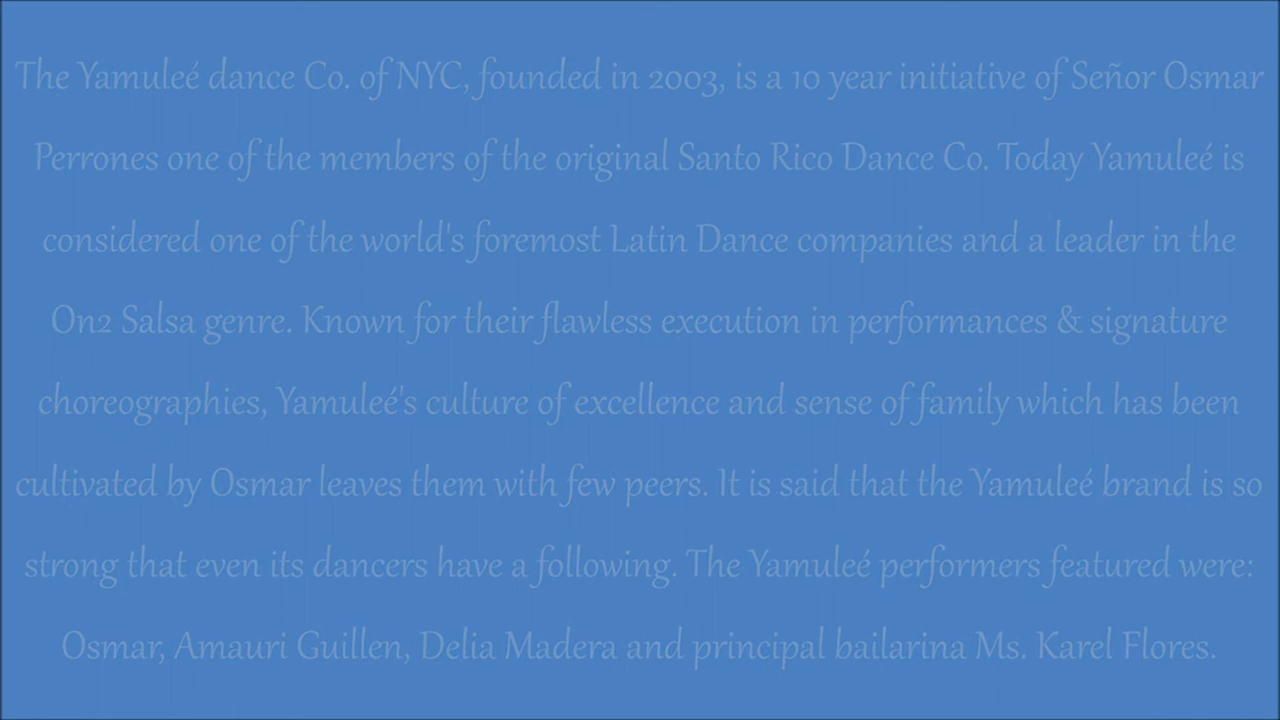 The Yamuleé dance Co. of NYC, founded in 2003, is a 10 year initiative of Señor Osmar
Perrones one of the members of the original Santo Rico Dance Co. Today Yamuleé is
considered one of the world's foremost Latin Dance companies and a leader in the
On2 Salsa genre. Known for their flawless execution in performances & signature
choreographies, Yamuleé's culture of excellence and sense of family which has been
cultivated by Osmar leaves them with few peers. It is said that the Yamuleé brand is so
strong that even its dancers have a following. The Yamuleé performers featured were:
Osmar, Amauri Guillen, Delia Madera and principal bailarina Ms. Karel Flores.